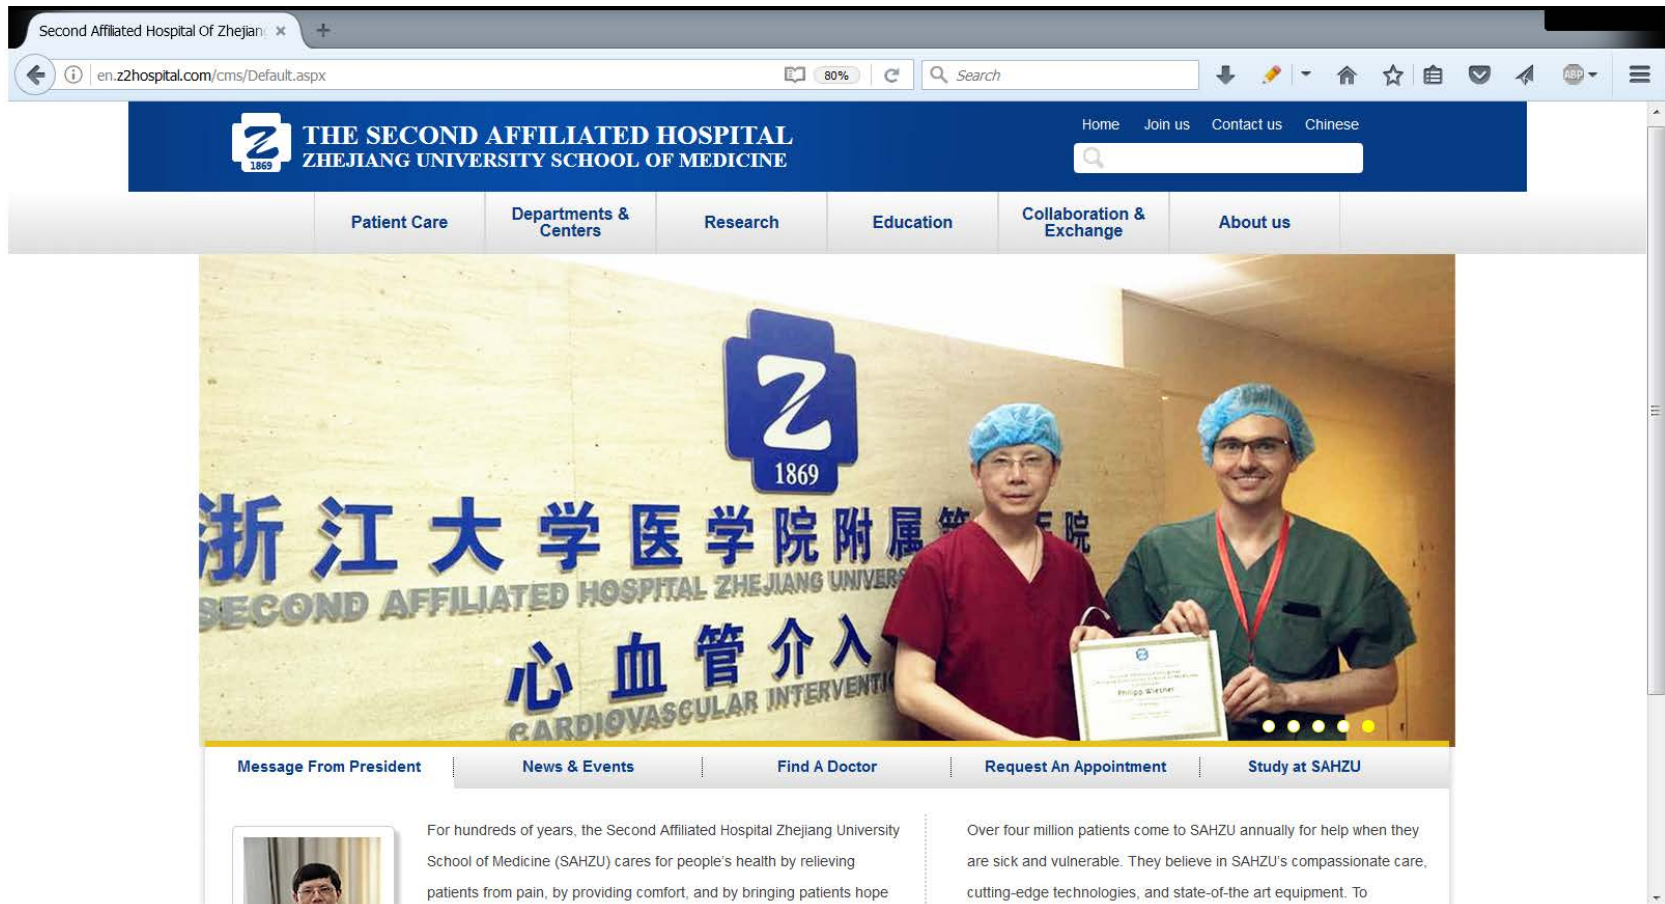 Second Affiliated Hospital Of Zhejian
en.z2hospital.com/cms/Default.aspx
80%
Search
ABP
1869
THE SECOND AFFILIATED HOSPITAL
ZHEJIANG UNIVERSITY SCHOOL OF MEDICINE
Home Join us Contact us Chinese
Patient Care
Departments & Centers
Research
Education
Collaboration & Exchange
About us
1869
浙江大学医学院附属第 医院
SECOND AFFILIATED HOSPITAL ZHEJIANG UNIVERS
心血管介入
CARDIOVASCULAR INTERVENTIO
Philipp Wiesner
Message From President
News & Events
Find A Doctor
Request An Appointment
Study at SAHZU
For hundreds of years, the Second Affiliated Hospital Zhejiang University
School of Medicine (SAHZU) cares for people's health by relieving
patients from pain, by providing comfort, and by bringing patients hope
Over four million patients come to SAHZU annually for help when they
are sick and vulnerable. They believe in SAHZU's compassionate care,
cutting-edge technologies, and state-of-the art equipment. To